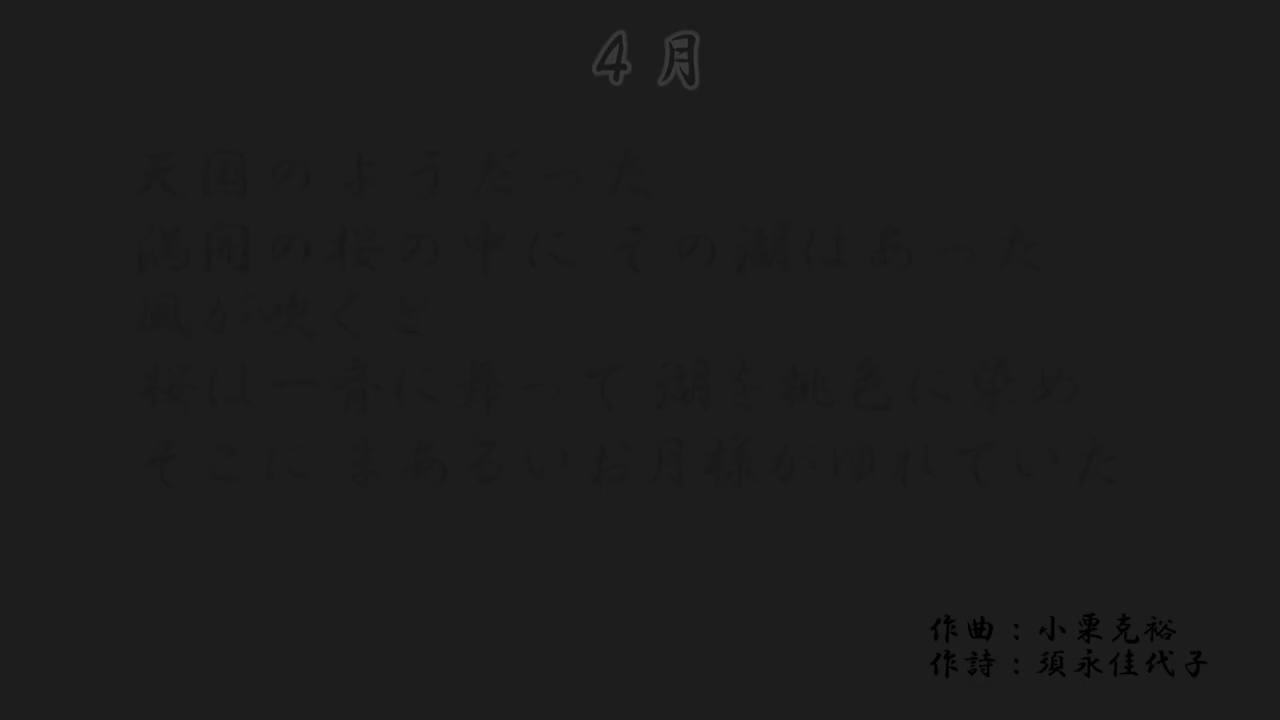 ４月
天国のようだった
満開の桜の中に その湖はあった
風が吹くと
桜は一斉に舞って 湖を桃色に染め
そこに まあるいお月様がゆれていた
作曲：小栗克裕
作詩：須永佳代子